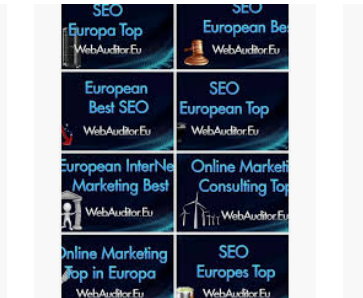 SEO
Europa Top
WebAuditor.Eu
SEO
European Be
WebAuditor.Eu
European
Best SEO
WebAuditor.Eu
SEO
European Top
WebAuditor.Eu
European InterNe
Marketing Best
WebAuditor.Eu
Online Marketi
Consulting Top
WebAuditor.Eu
Online Marketing
Top in Europa
WebAuditor.Eu
SEO
Europes Top
WebAuditor.Eu